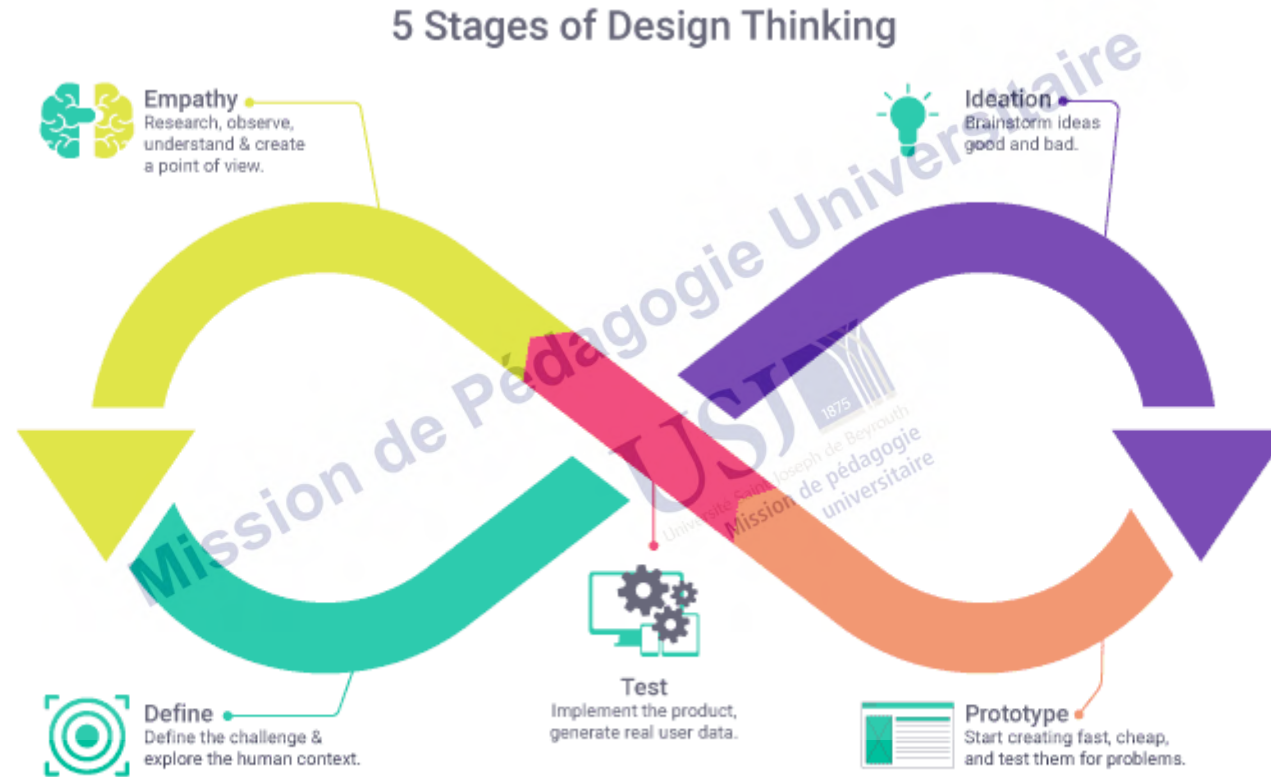 5 Stages of Design Thinking
Empathy
Research, observe,
understand & create
a point of view.
Ideation
Brainstorm ideas
good and bad.
Mission de Pédagogie Universitaire
USJ
1875
Université Saint-Joseph de Beyrouth
Mission de pédagogie
universitaire
Define
Define the challenge &
explore the human context.
Test
Implement the product,
generate real user data.
Prototype
Start creating fast, cheap,
and test them for problems.